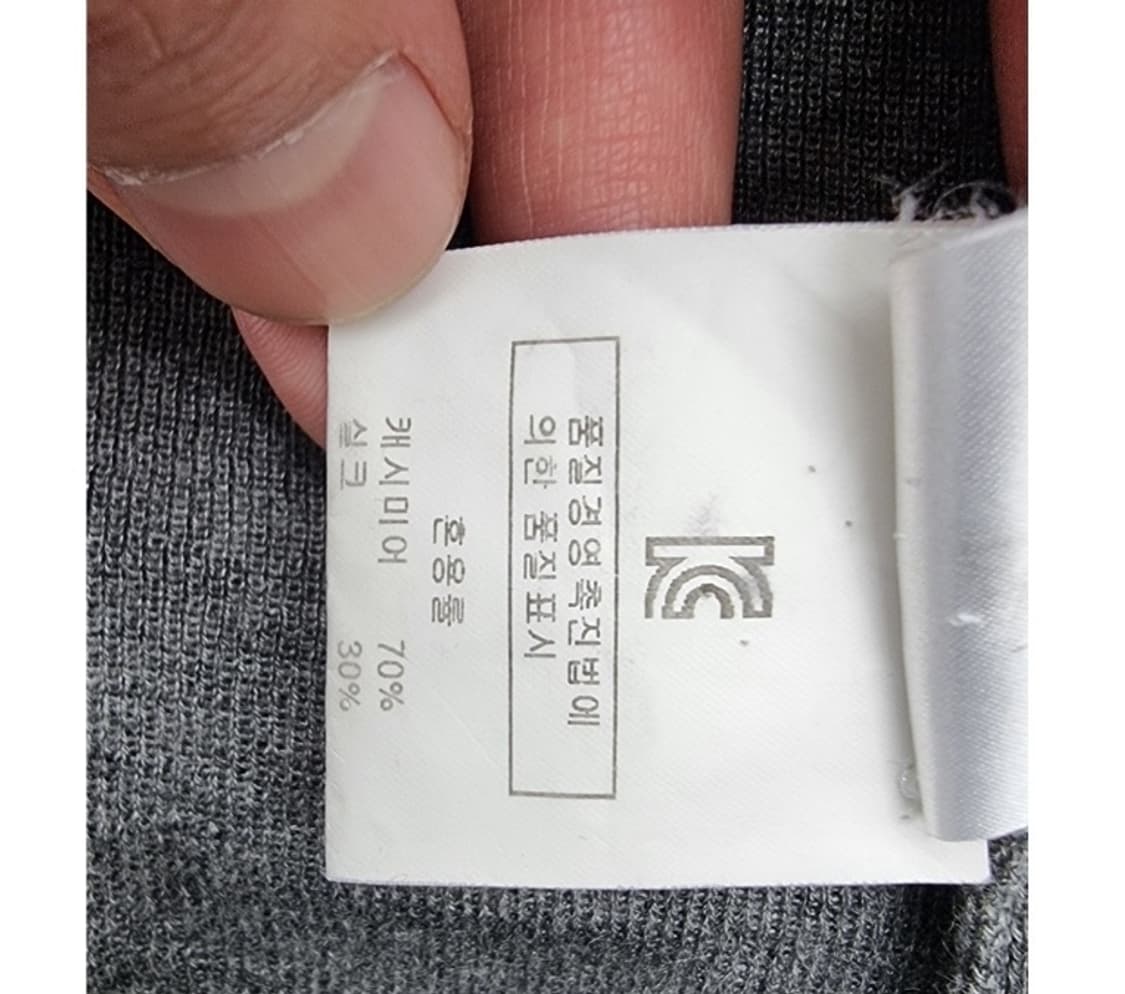 KC
품질경영촉진법에
의한 품질표시
혼용률
캐시미어 70%
실크 30%